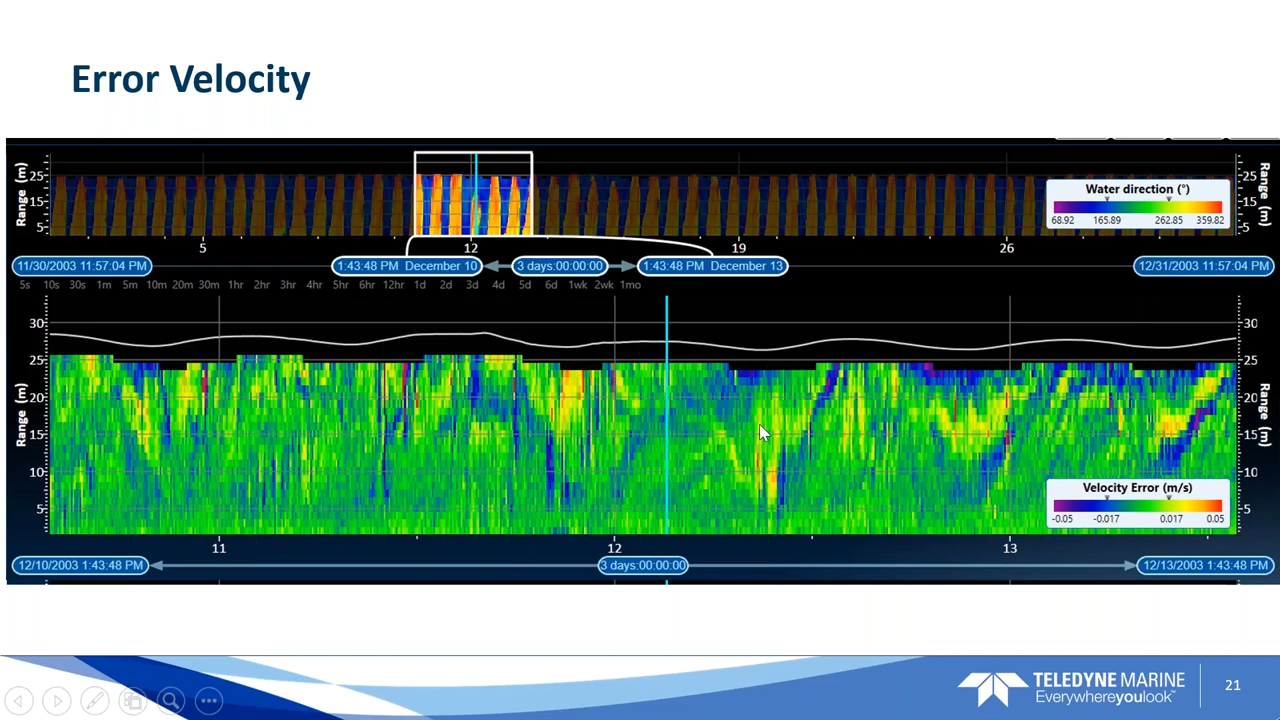 Error Velocity
Range (m)
25
15
5
Water direction (°)
68.92 165.89 262.85 359.82
25
15
5
Range (m)
5 12 19 26
11/30/2003 11:57:04 PM
1:43:48 PM December 10
3 days:00:00:00
1:43:48 PM December 13
12/31/2003 11:57:04 PM
5s 10s 30s 1m 5m 10m 20m 30m 1hr 2hr 3hr 4hr 5hr 6hr 12hr 1d 2d 3d 4d 5d 6d 1wk 2wk 1mo
Range (m)
30
25
20
15
10
5
30
25
20
15
10
5
Range (m)
Velocity Error (m/s)
-0.05 -0.017 0.017 0.05
11 12 13
12/10/2003 1:43:48 PM
3 days:00:00:00
12/13/2003 1:43:48 PM
TELEDYNE MARINE
Everywhereyoulook™
21